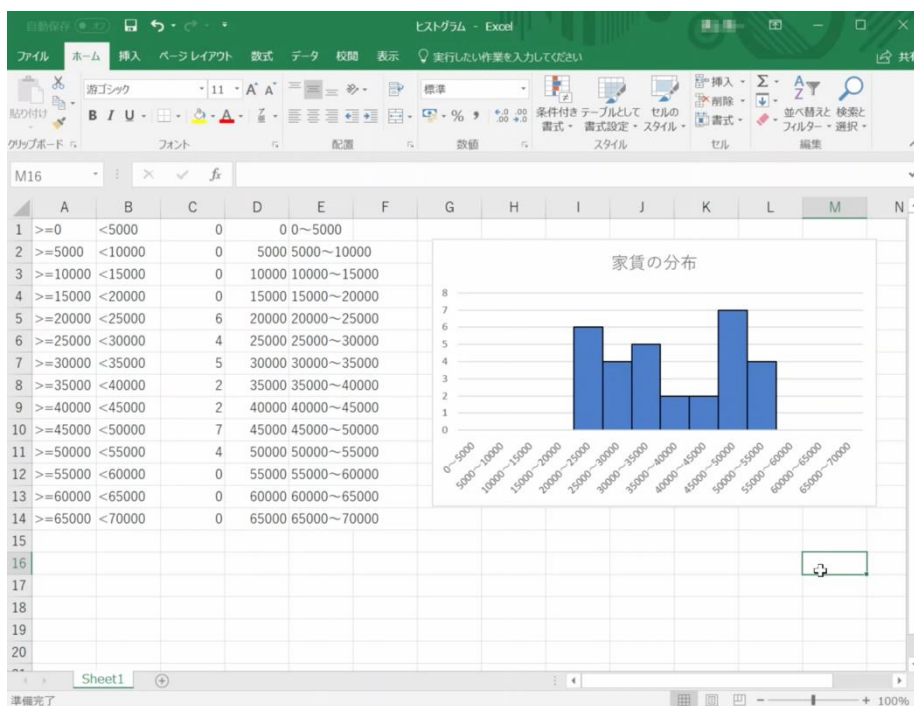 自動保存 オフ ヒストグラム - Excel
ファイル ホーム 挿入 ページ レイアウト 数式 データ 校閲 表示 実行したい作業を入力してください 共有
貼り付け 游ゴシック 11 A A 標準 条件付き テーブルとして セルの 挿入 Σ 並べ替えと 検索と
B I U A % 書式 書式設定 スタイル 削除 フィルター 選択
書式
クリップボード フォント 配置 数値 スタイル セル 編集
M16 fx
A B C D E F G H I J K L M N
1 >=0 <5000 0 0 0～5000
2 >=5000 <10000 0 5000 5000～10000
3 >=10000 <15000 0 10000 10000～15000
4 >=15000 <20000 0 15000 15000～20000
5 >=20000 <25000 6 20000 20000～25000
6 >=25000 <30000 4 25000 25000～30000
7 >=30000 <35000 5 30000 30000～35000
8 >=35000 <40000 2 35000 35000～40000
9 >=40000 <45000 2 40000 40000～45000
10 >=45000 <50000 7 45000 45000～50000
11 >=50000 <55000 4 50000 50000～55000
12 >=55000 <60000 0 55000 55000～60000
13 >=60000 <65000 0 60000 60000～65000
14 >=65000 <70000 0 65000 65000～70000
15
16
17
18
19
20
家賃の分布
8
7
6
5
4
3
2
1
0
0～5000 5000～10000 10000～15000 15000～20000 20000～25000 25000～30000 30000～35000 35000～40000 40000～45000 45000～50000 50000～55000 55000～60000 60000～65000 65000～70000
Sheet1
準備完了 100%